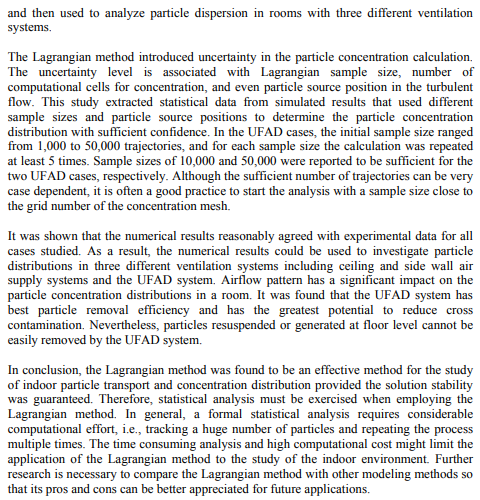 and then used to analyze particle dispersion in rooms with three different ventilation
systems.
The Lagrangian method introduced uncertainty in the particle concentration calculation.
The uncertainty level is associated with Lagrangian sample size, number of
computational cells for concentration, and even particle source position in the turbulent
flow. This study extracted statistical data from simulated results that used different
sample sizes and particle source positions to determine the particle concentration
distribution with sufficient confidence. In the UFAD cases, the initial sample size ranged
from 1,000 to 50,000 trajectories, and for each sample size the calculation was repeated
at least 5 times. Sample sizes of 10,000 and 50,000 were reported to be sufficient for the
two UFAD cases, respectively. Although the sufficient number of trajectories can be very
case dependent, it is often a good practice to start the analysis with a sample size close to
the grid number of the concentration mesh.
It was shown that the numerical results reasonably agreed with experimental data for all
cases studied. As a result, the numerical results could be used to investigate particle
distributions in three different ventilation systems including ceiling and side wall air
supply systems and the UFAD system. Airflow pattern has a significant impact on the
particle concentration distributions in a room. It was found that the UFAD system has
best particle removal efficiency and has the greatest potential to reduce cross
contamination. Nevertheless, particles resuspended or generated at floor level cannot be
easily removed by the UFAD system.
In conclusion, the Lagrangian method was found to be an effective method for the study
of indoor particle transport and concentration distribution provided the solution stability
was guaranteed. Therefore, statistical analysis must be exercised when employing the
Lagrangian method. In general, a formal statistical analysis requires considerable
computational effort, i.e., tracking a huge number of particles and repeating the process
multiple times. The time consuming analysis and high computational cost might limit the
application of the Lagrangian method to the study of the indoor environment. Further
research is necessary to compare the Lagrangian method with other modeling methods so
that its pros and cons can be better appreciated for future applications.